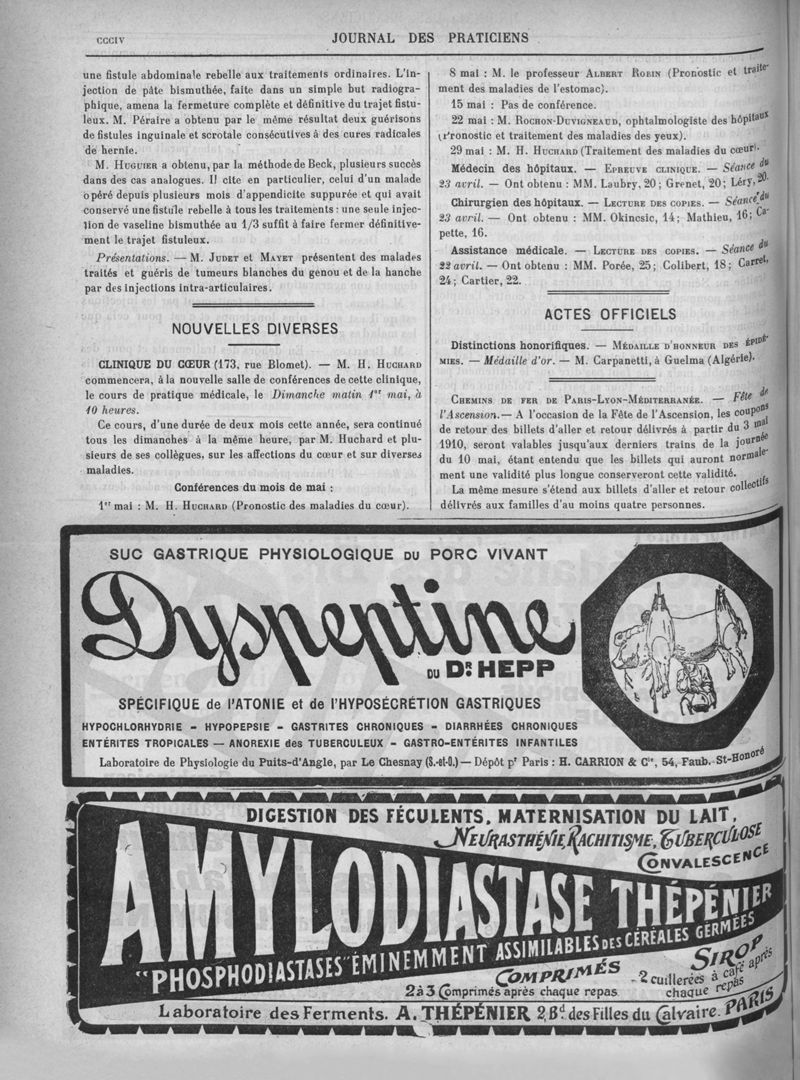 CCCIV
JOURNAL DES PRATICIENS
une fistule abdominale rebelle aux traitements ordinaires. L'in-
jection de pâte bismuthée, faite dans un simple but radiogra-
phique, amena la fermeture complète et définitive du trajet fistu-
leux. M. Péraire a obtenu par le même résultat deux guérisons
de fistules inguinale et scrotale consécutives à des cures radicales
de hernie.
M. HUGUIER a obtenu, par la méthode de Beck, plusieurs succès
dans des cas analogues. Il cite en particulier, celui d'un malade
opéré depuis plusieurs mois d'appendicite suppurée et qui avait
conservé une fistule rebelle à tous les traitements : une seule injec-
tion de vaseline bismuthée au 1/3 suffit à faire fermer définitive-
ment le trajet fistuleux.
Présentations. — M. JUDET et MAYET présentent des malades
traités et guéris de tumeurs blanches du genou et de la hanche
par des injections intra-articulaires.
NOUVELLES DIVERSES
CLINIQUE DU CŒUR (173, rue Blomet). — M. H. HUCHARD
commencera, à la nouvelle salle de conférences de cette clinique,
le cours de pratique médicale, le Dimanche matin 1er mai, à
10 heures.
Ce cours, d'une durée de deux mois cette année, sera continué
tous les dimanches à la même heure, par M. Huchard et plu-
sieurs de ses collègues, sur les affections du cœur et sur diverses
maladies.
Conférences du mois de mai :
1er mai : M. H. HUCHARD (Pronostic des maladies du cœur).
8 mai : M. le professeur ALBERT ROBIN (Pronostic et traite-
ment des maladies de l'estomac).
15 mai : Pas de conférence.
22 mai : M. ROCHON-DUVIGNEAUD, ophtalmologiste des hôpitaux
(Pronostic et traitement des maladies des yeux).
29 mai : M. H. HUCHARD (Traitement des maladies du cœur).
Médecin des hôpitaux. — EPREUVE CLINIQUE. — Séance du
23 avril. — Ont obtenu : MM. Laubry, 20; Grenet, 20; Léry, 20.
Chirurgien des hôpitaux. — LECTURE DES COPIES. — Séance du
23 avril. — Ont obtenu : MM. Okincsic, 14; Mathieu, 16; Ca-
pette, 16.
Assistance médicale. — LECTURE DES COPIES. — Séance du
22 avril. — Ont obtenu : MM. Porée, 25; Colibert, 18; Carret,
24; Cartier, 22.
ACTES OFFICIELS
Distinctions honorifiques. — MÉDAILLE D'HONNEUR DES ÉPIDÉ-
MIES. — Médaille d'or. — M. Carpanetti, à Guelma (Algérie).
CHEMINS DE FER DE PARIS-LYON-MÉDITERRANÉE. — Fête de
l'Ascension. — A l'occasion de la Fête de l'Ascension, les coupons
de retour des billets d'aller et retour délivrés à partir du 3 mai
1910, seront valables jusqu'aux derniers trains de la journée
du 10 mai, étant entendu que les billets qui auront normale-
ment une validité plus longue conserveront cette validité.
La même mesure s'étend aux billets d'aller et retour collectifs
délivrés aux familles d'au moins quatre personnes.
SUC GASTRIQUE PHYSIOLOGIQUE DU PORC VIVANT
Dyspeptine
DU Dr. HEPP
SPÉCIFIQUE de l'ATONIE et de l'HYPOSÉCRÉTION GASTRIQUES
HYPOCHLORHYDRIE - HYPOPEPSIE - GASTRITES CHRONIQUES - DIARRHÉES CHRONIQUES
ENTÉRITES TROPICALES — ANOREXIE des TUBERCULEUX - GASTRO-ENTÉRITES INFANTILES
Laboratoire de Physiologie du Puits-d'Angle, par Le Chesnay (S.-et-O.) — Dépôt pr Paris : H. CARRION & Cie, 54, Faub. St-Honoré
DIGESTION DES FÉCULENTS, MATERNISATION DU LAIT,
NEURASTHÉNIE, RACHITISME, TUBERCULOSE
CONVALESCENCE
AMYLODIASTASE THÉPÉNIER
"PHOSPHODIASTASES" ÉMINEMMENT ASSIMILABLES DES CÉRÉALES GERMÉES
COMPRIMÉS
2 à 3 Comprimés après chaque repas
SIROP
2 cuillerées à café après
chaque repas
Laboratoire des Ferments. A. THÉPÉNIER 2, Bd. des Filles du Calvaire. PARIS